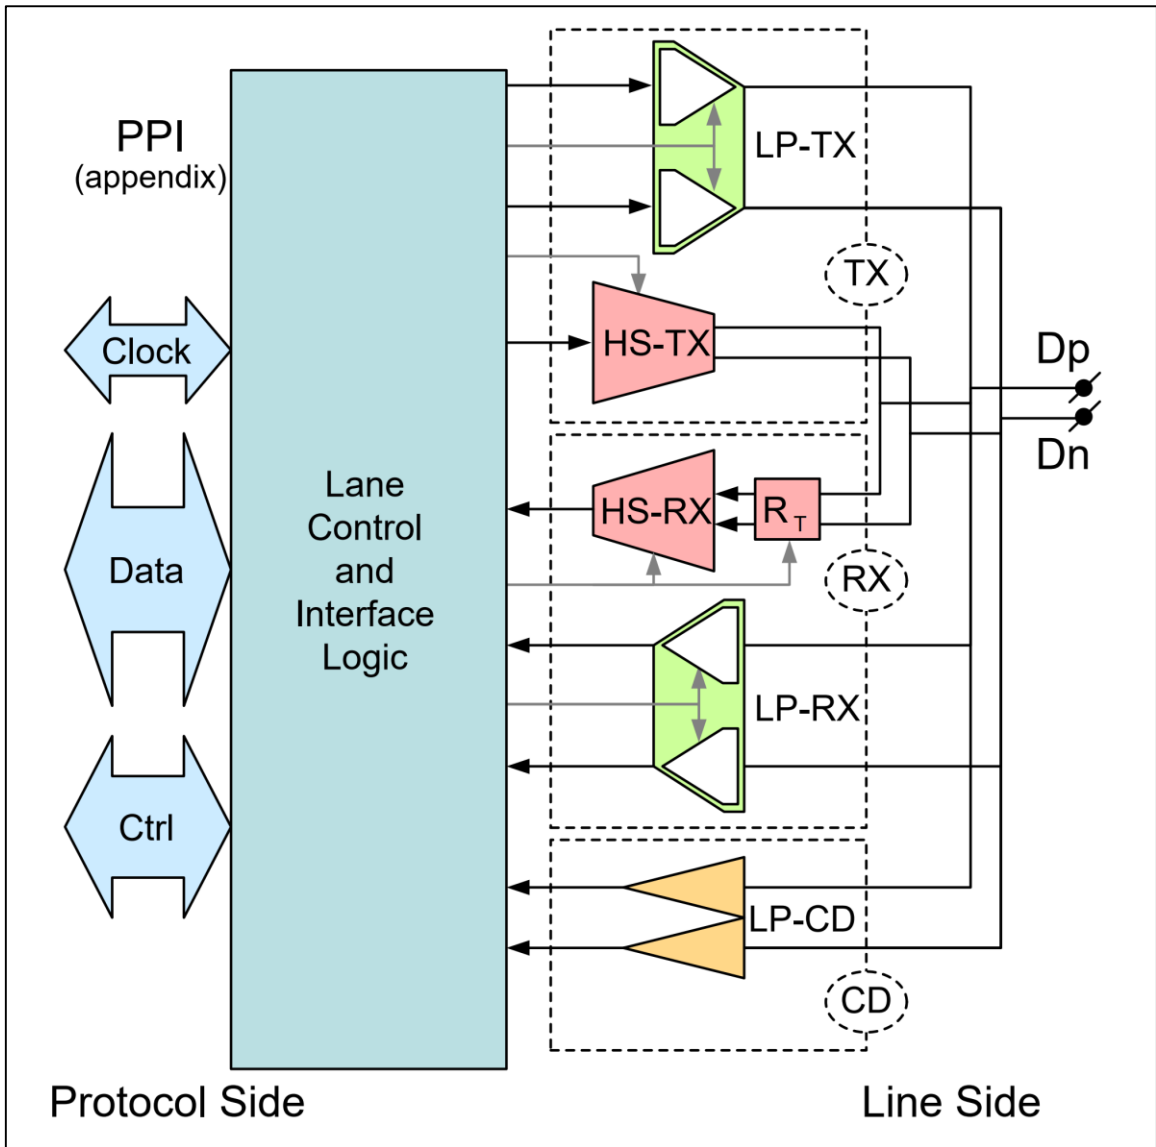 PPI
(appendix)
Clock
Data
Ctrl
Lane
Control
and
Interface
Logic
LP-TX
TX
HS-TX
HS-RX
RT
RX
LP-RX
LP-CD
CD
Dp
Dn
Protocol Side
Line Side